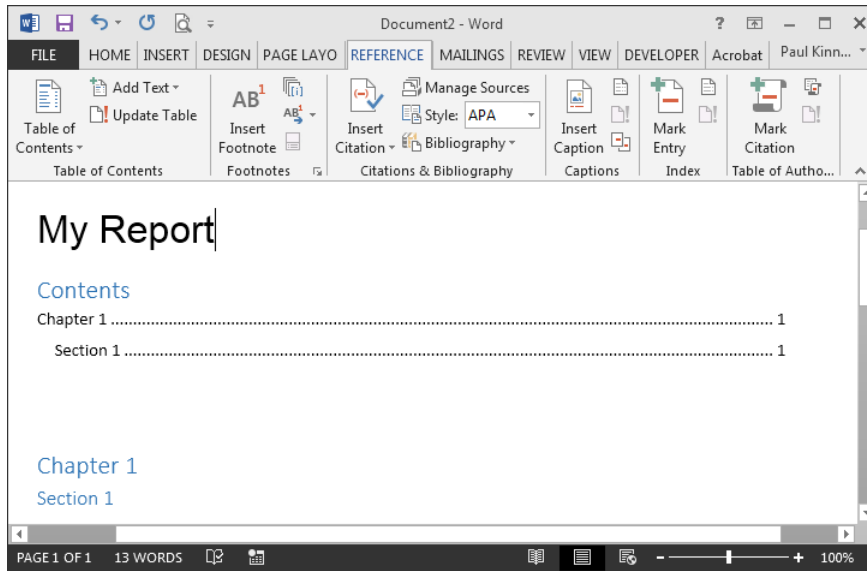 Document2 - Word
FILE HOME INSERT DESIGN PAGE LAYO REFERENCE MAILINGS REVIEW VIEW DEVELOPER Acrobat Paul Kinn...
Table of Contents
Add Text
Update Table
Table of Contents
AB1
Insert Footnote
AB1
Footnotes
Insert Citation
Manage Sources
Style: APA
Bibliography
Citations & Bibliography
Insert Caption
Captions
Mark Entry
Index
Mark Citation
Table of Autho...
My Report
Contents
Chapter 1 ........ 1
Section 1 ........ 1
Chapter 1
Section 1
PAGE 1 OF 1 13 WORDS 100%